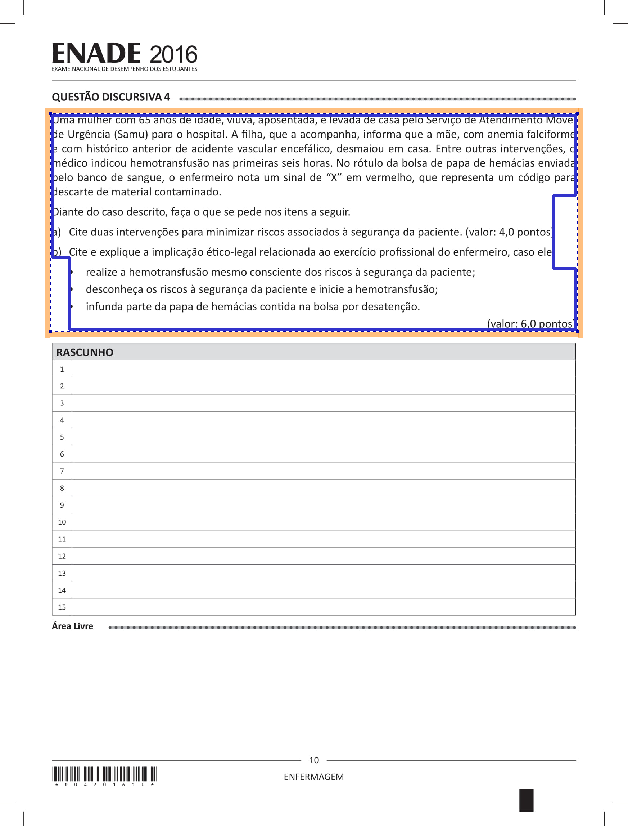 ENADE 2016
EXAME NACIONAL DE DESEMPENHO DOS ESTUDANTES
QUESTÃO DISCURSIVA 4
Uma mulher com 65 anos de idade, viúva, aposentada, é levada de casa pelo Serviço de Atendimento Móvel
de Urgência (Samu) para o hospital. A filha, que a acompanha, informa que a mãe, com anemia falciforme
e com histórico anterior de acidente vascular encefálico, desmaiou em casa. Entre outras intervenções, o
médico indicou hemotransfusão nas primeiras seis horas. No rótulo da bolsa de papa de hemácias enviada
pelo banco de sangue, o enfermeiro nota um sinal de “X” em vermelho, que representa um código para
descarte de material contaminado.
Diante do caso descrito, faça o que se pede nos itens a seguir.
a) Cite duas intervenções para minimizar riscos associados à segurança da paciente. (valor: 4,0 pontos)
b) Cite e explique a implicação ético-legal relacionada ao exercício profissional do enfermeiro, caso ele
• realize a hemotransfusão mesmo consciente dos riscos à segurança da paciente;
• desconheça os riscos à segurança da paciente e inicie a hemotransfusão;
• infunda parte da papa de hemácias contida na bolsa por desatenção.
(valor: 6,0 pontos)
RASCUNHO
1
2
3
4
5
6
7
8
9
10
11
12
13
14
15
Área Livre
10
ENFERMAGEM